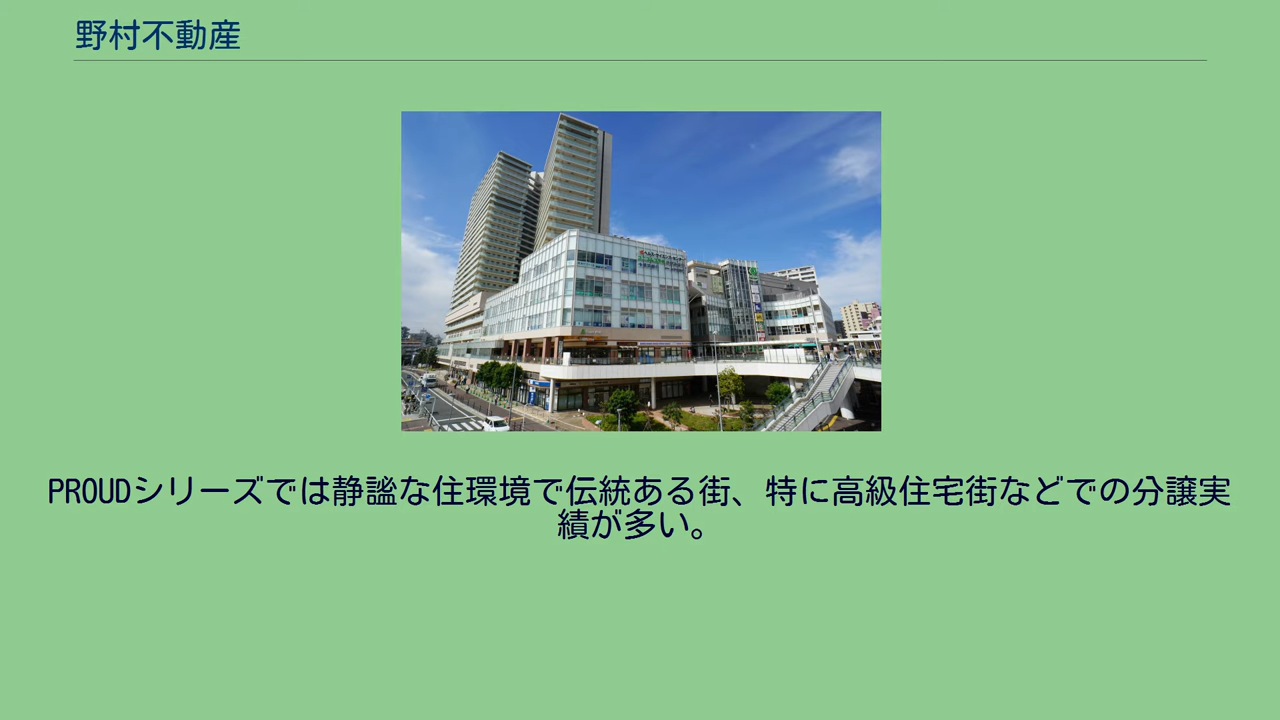 野村不動産
PROUDシリーズでは静謐な住環境で伝統ある街、特に高級住宅街などでの分譲実
績が多い。